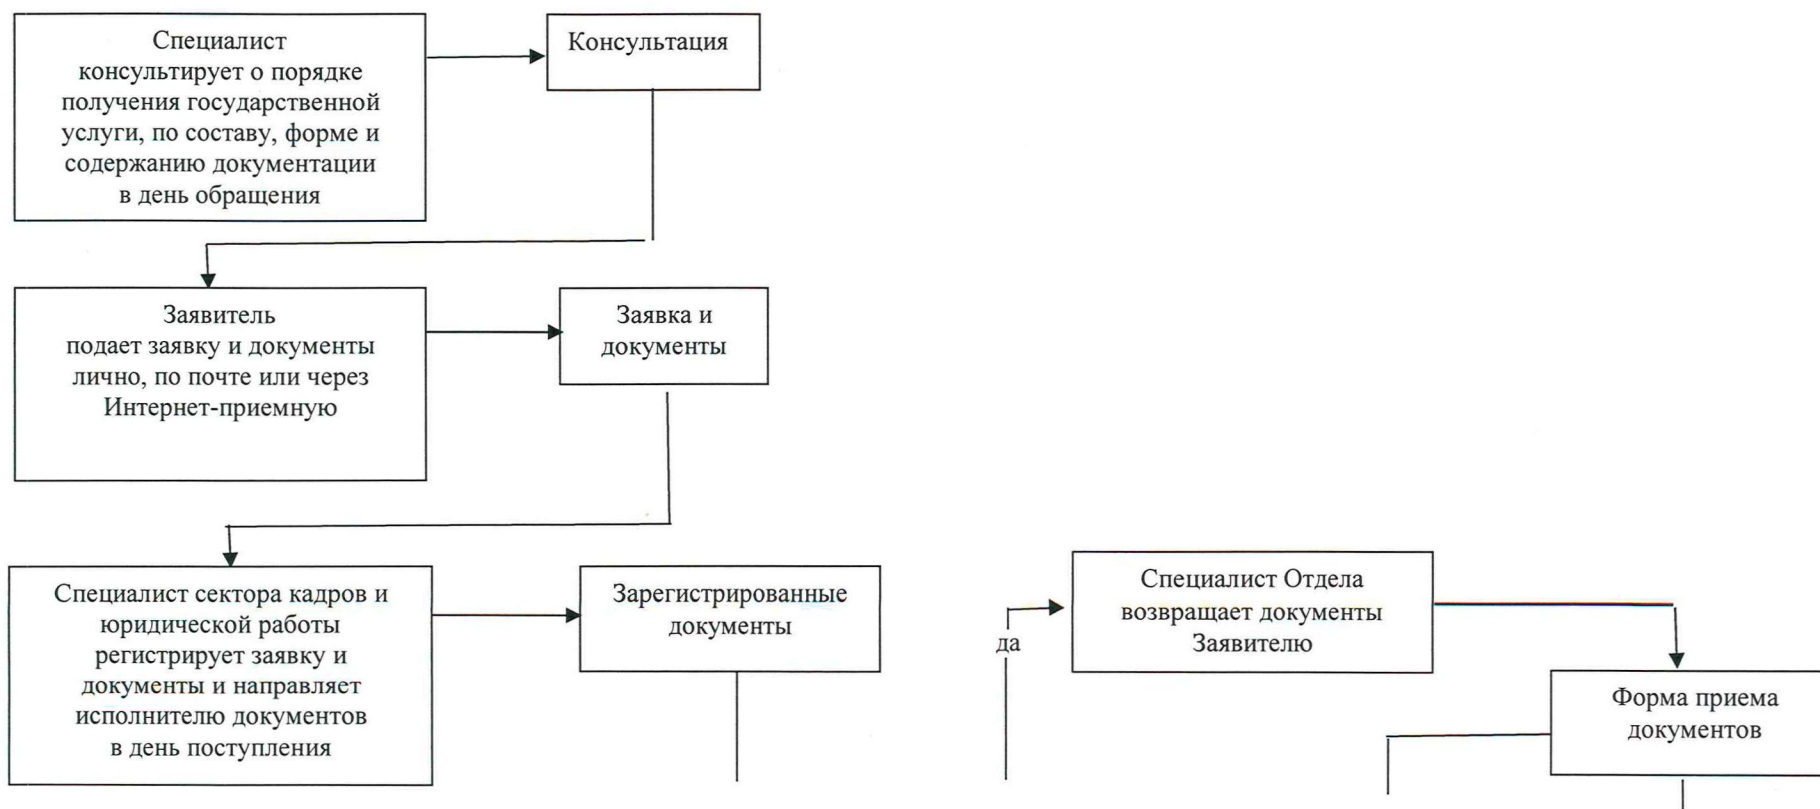 Специалист
консультирует о порядке
получения государственной
услуги, по составу, форме и
содержанию документации
в день обращения
Консультация
Заявитель
подает заявку и документы
лично, по почте или через
Интернет-приемную
Заявка и
документы
Специалист сектора кадров и
юридической работы
регистрирует заявку и
документы и направляет
исполнителю документов
в день поступления
Зарегистрированные
документы
да
Специалист Отдела
возвращает документы
Заявителю
Форма приема
документов